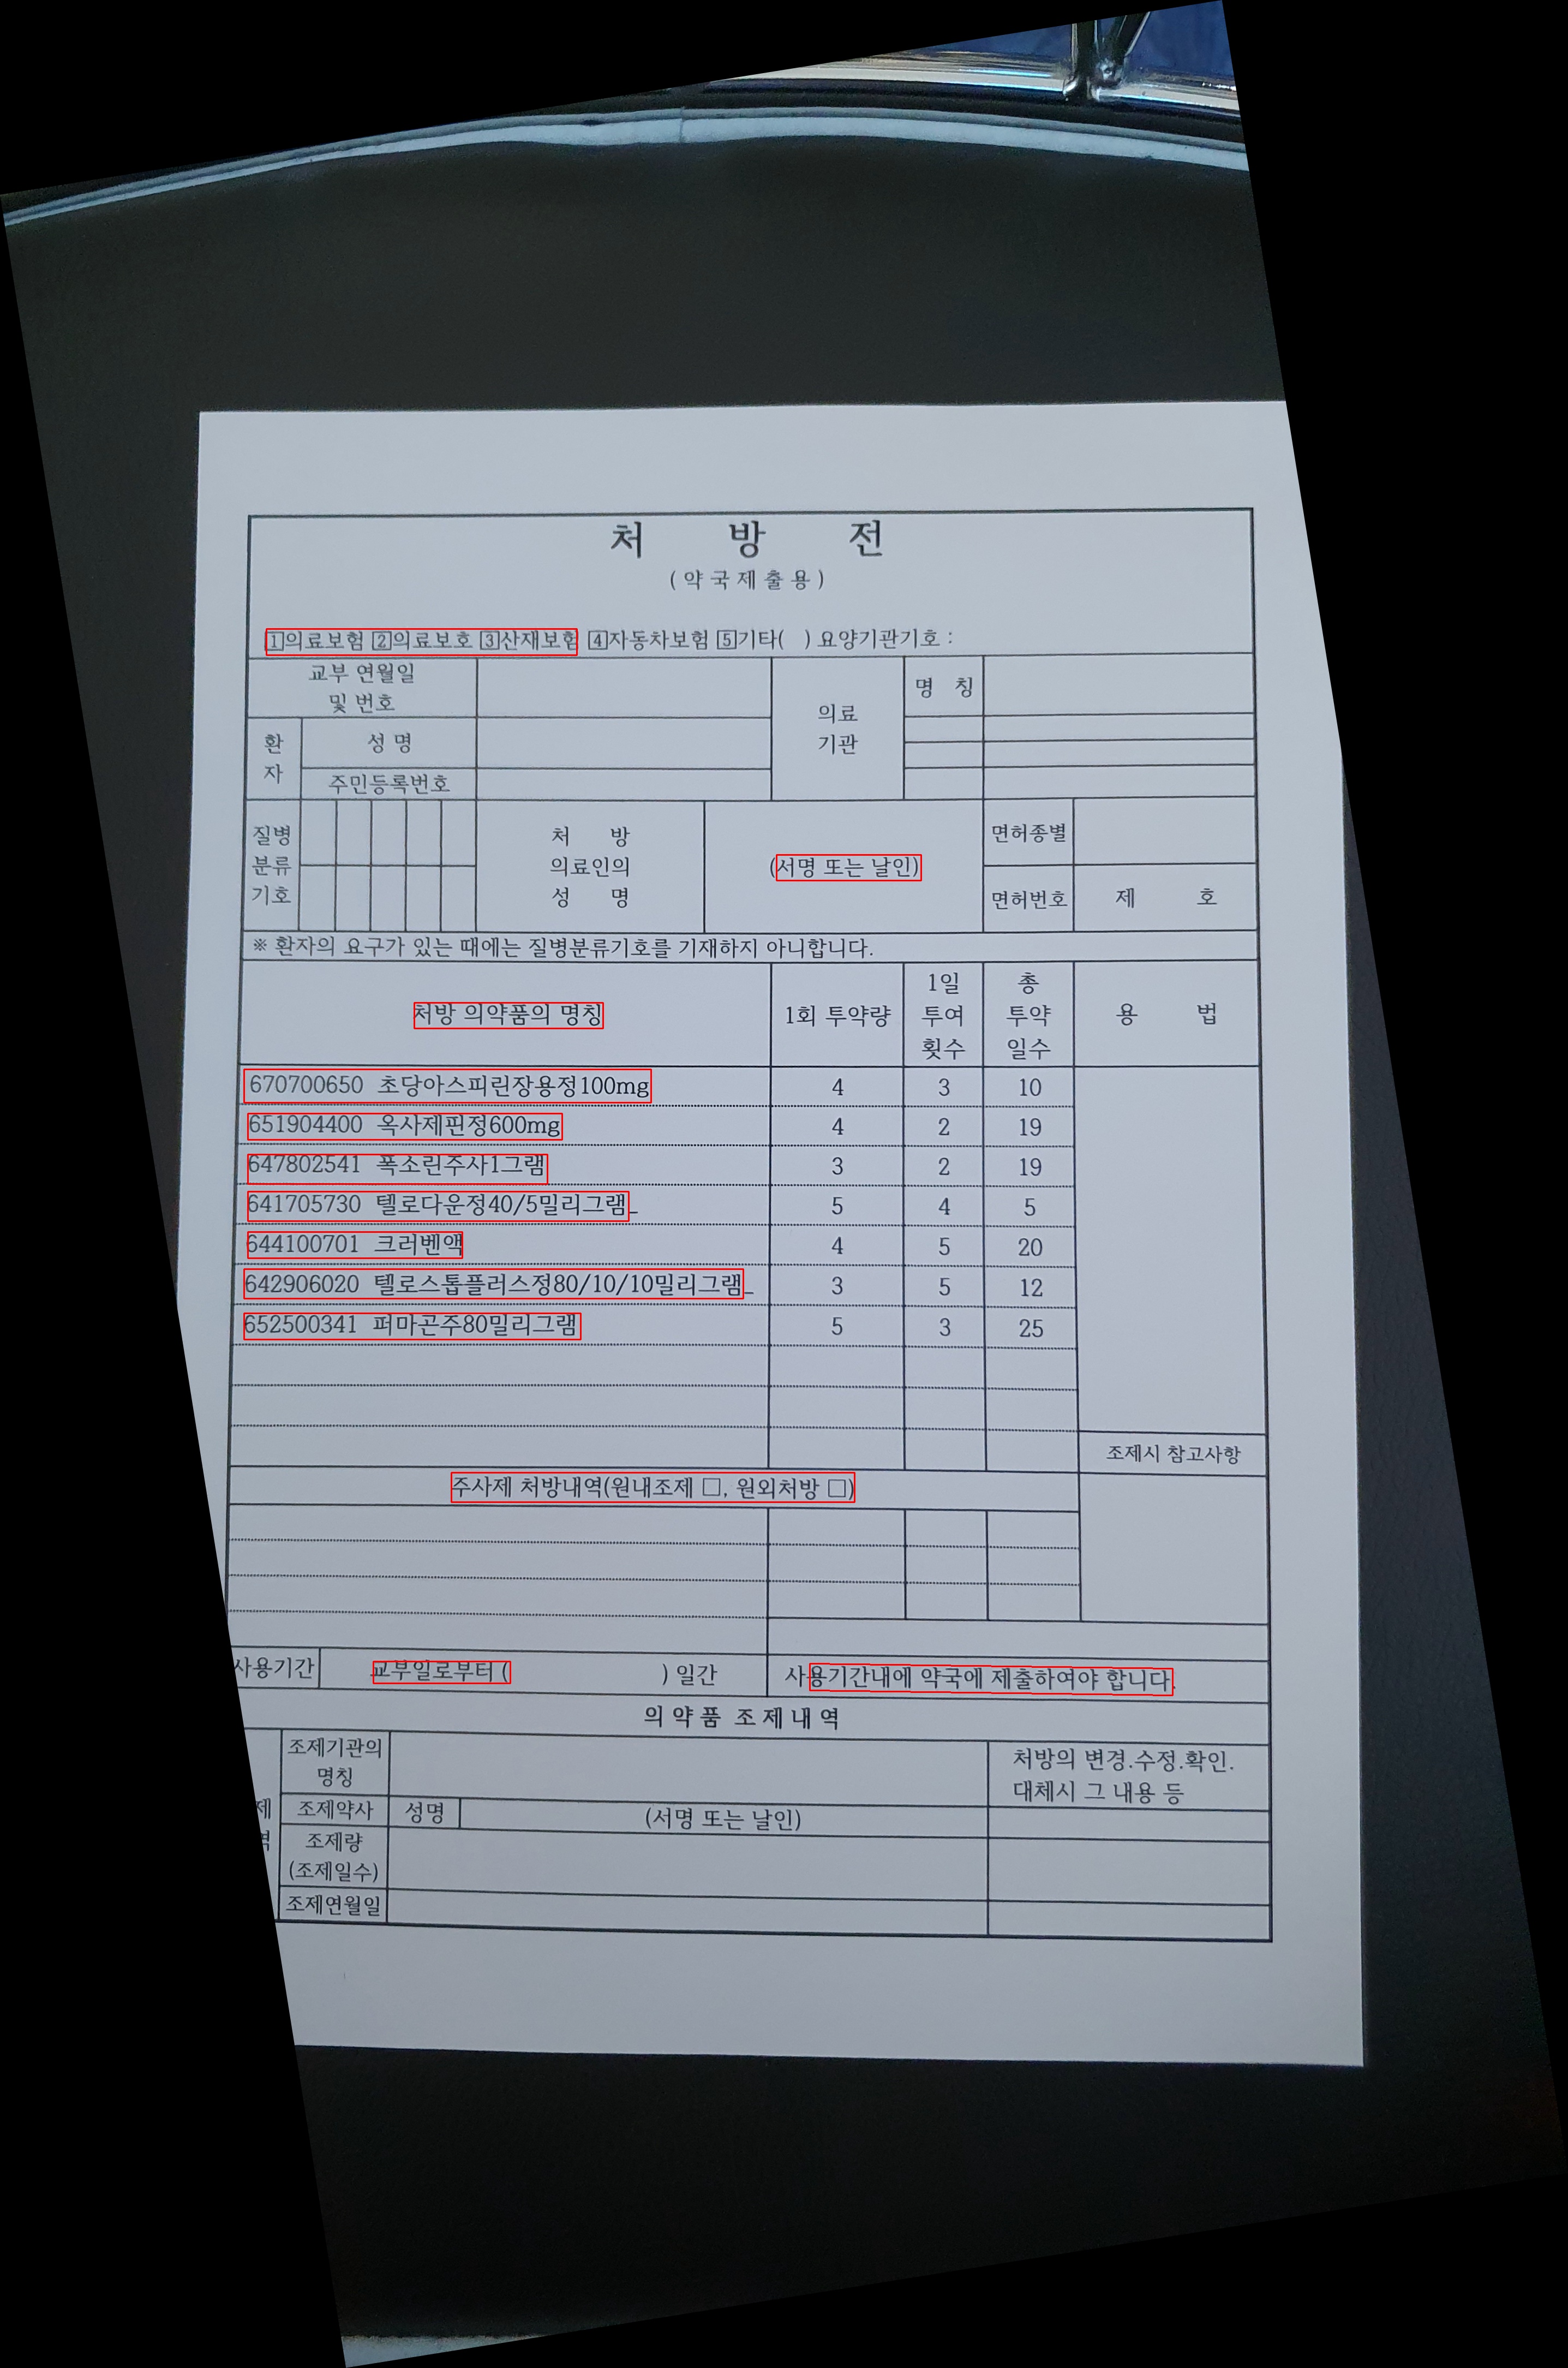 처 방 전
(약국제출용)
1의료보험 2의료보호 3산재보험 4자동차보험 5기타( ) 요양기관기호 :
교부 연월일
및 번호
의료
기관
명 칭
환
자
성 명
주민등록번호
질병
분류
기호
처 방
의료인의
성 명
(서명 또는 날인)
면허종별
면허번호
제 호
※ 환자의 요구가 있는 때에는 질병분류기호를 기재하지 아니합니다.
처방 의약품의 명칭
1회 투약량
1일
투여
횟수
총
투약
일수
용 법
670700650 초당아스피린장용정100mg 4 3 10
651904400 옥사제핀정600mg 4 2 19
647802541 폭소린주사1그램 3 2 19
641705730 텔로다운정40/5밀리그램_ 5 4 5
644100701 크러벤액 4 5 20
642906020 텔로스톱플러스정80/10/10밀리그램_ 3 5 12
652500341 퍼마곤주80밀리그램 5 3 25
조제시 참고사항
주사제 처방내역(원내조제 □, 원외처방 □)
사용기간 교부일로부터 ( ) 일간 사용기간내에 약국에 제출하여야 합니다.
의약품 조제내역
조제기관의
명칭
처방의 변경.수정.확인.
대체시 그 내용 등
제
조제약사 성명 (서명 또는 날인)
조제량
(조제일수)
조제연월일